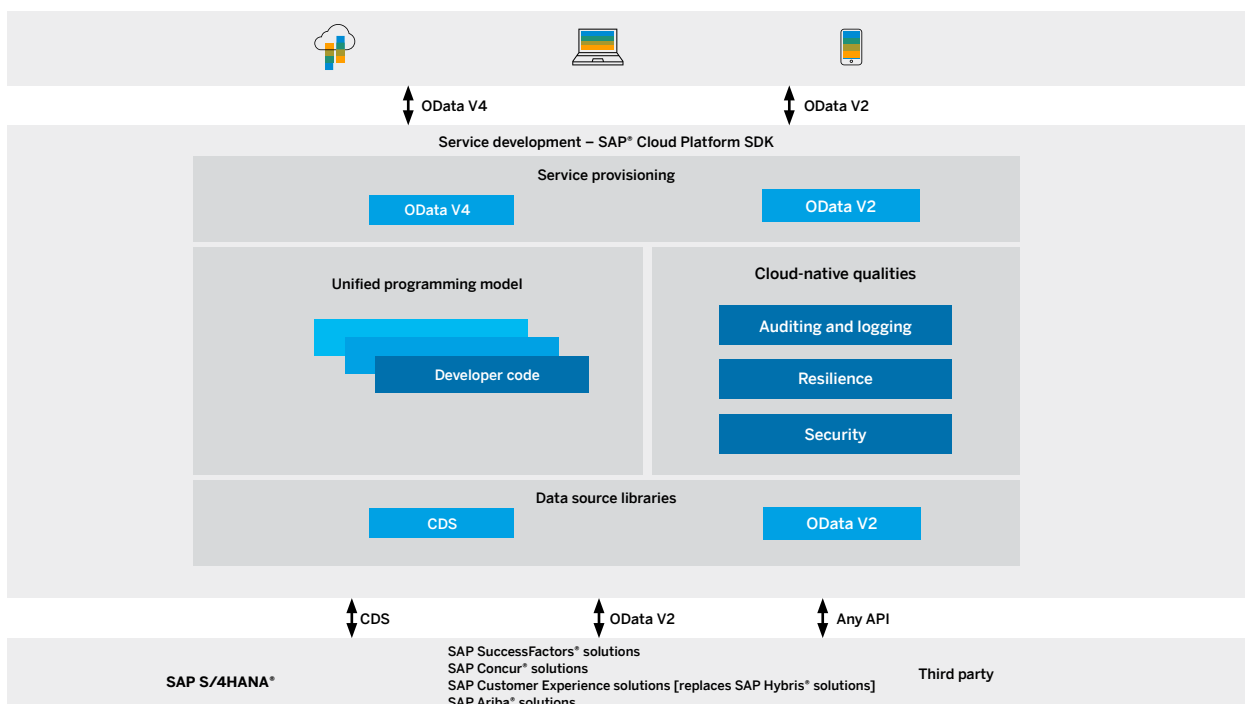 OData V4
OData V2
Service development – SAP® Cloud Platform SDK
Service provisioning
OData V4
OData V2
Unified programming model
Developer code
Cloud-native qualities
Auditing and logging
Resilience
Security
Data source libraries
CDS
OData V2
CDS
OData V2
Any API
SAP S/4HANA®
SAP SuccessFactors® solutions
SAP Concur® solutions
SAP Customer Experience solutions [replaces SAP Hybris® solutions]
SAP Ariba® solutions
Third party